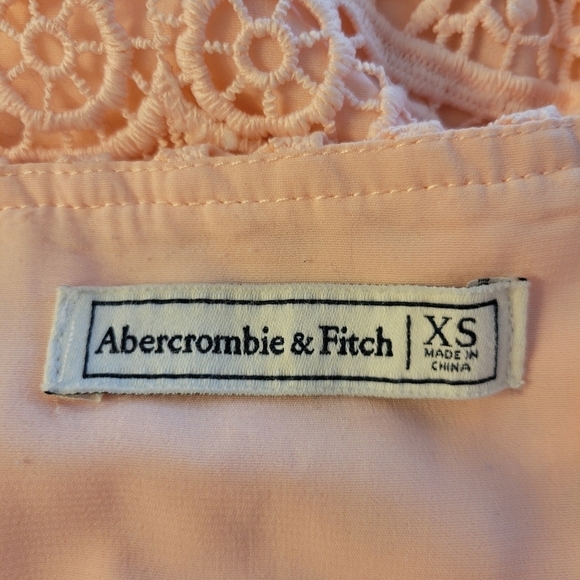 Abercrombie & Fitch
XS
MADE IN
CHINA